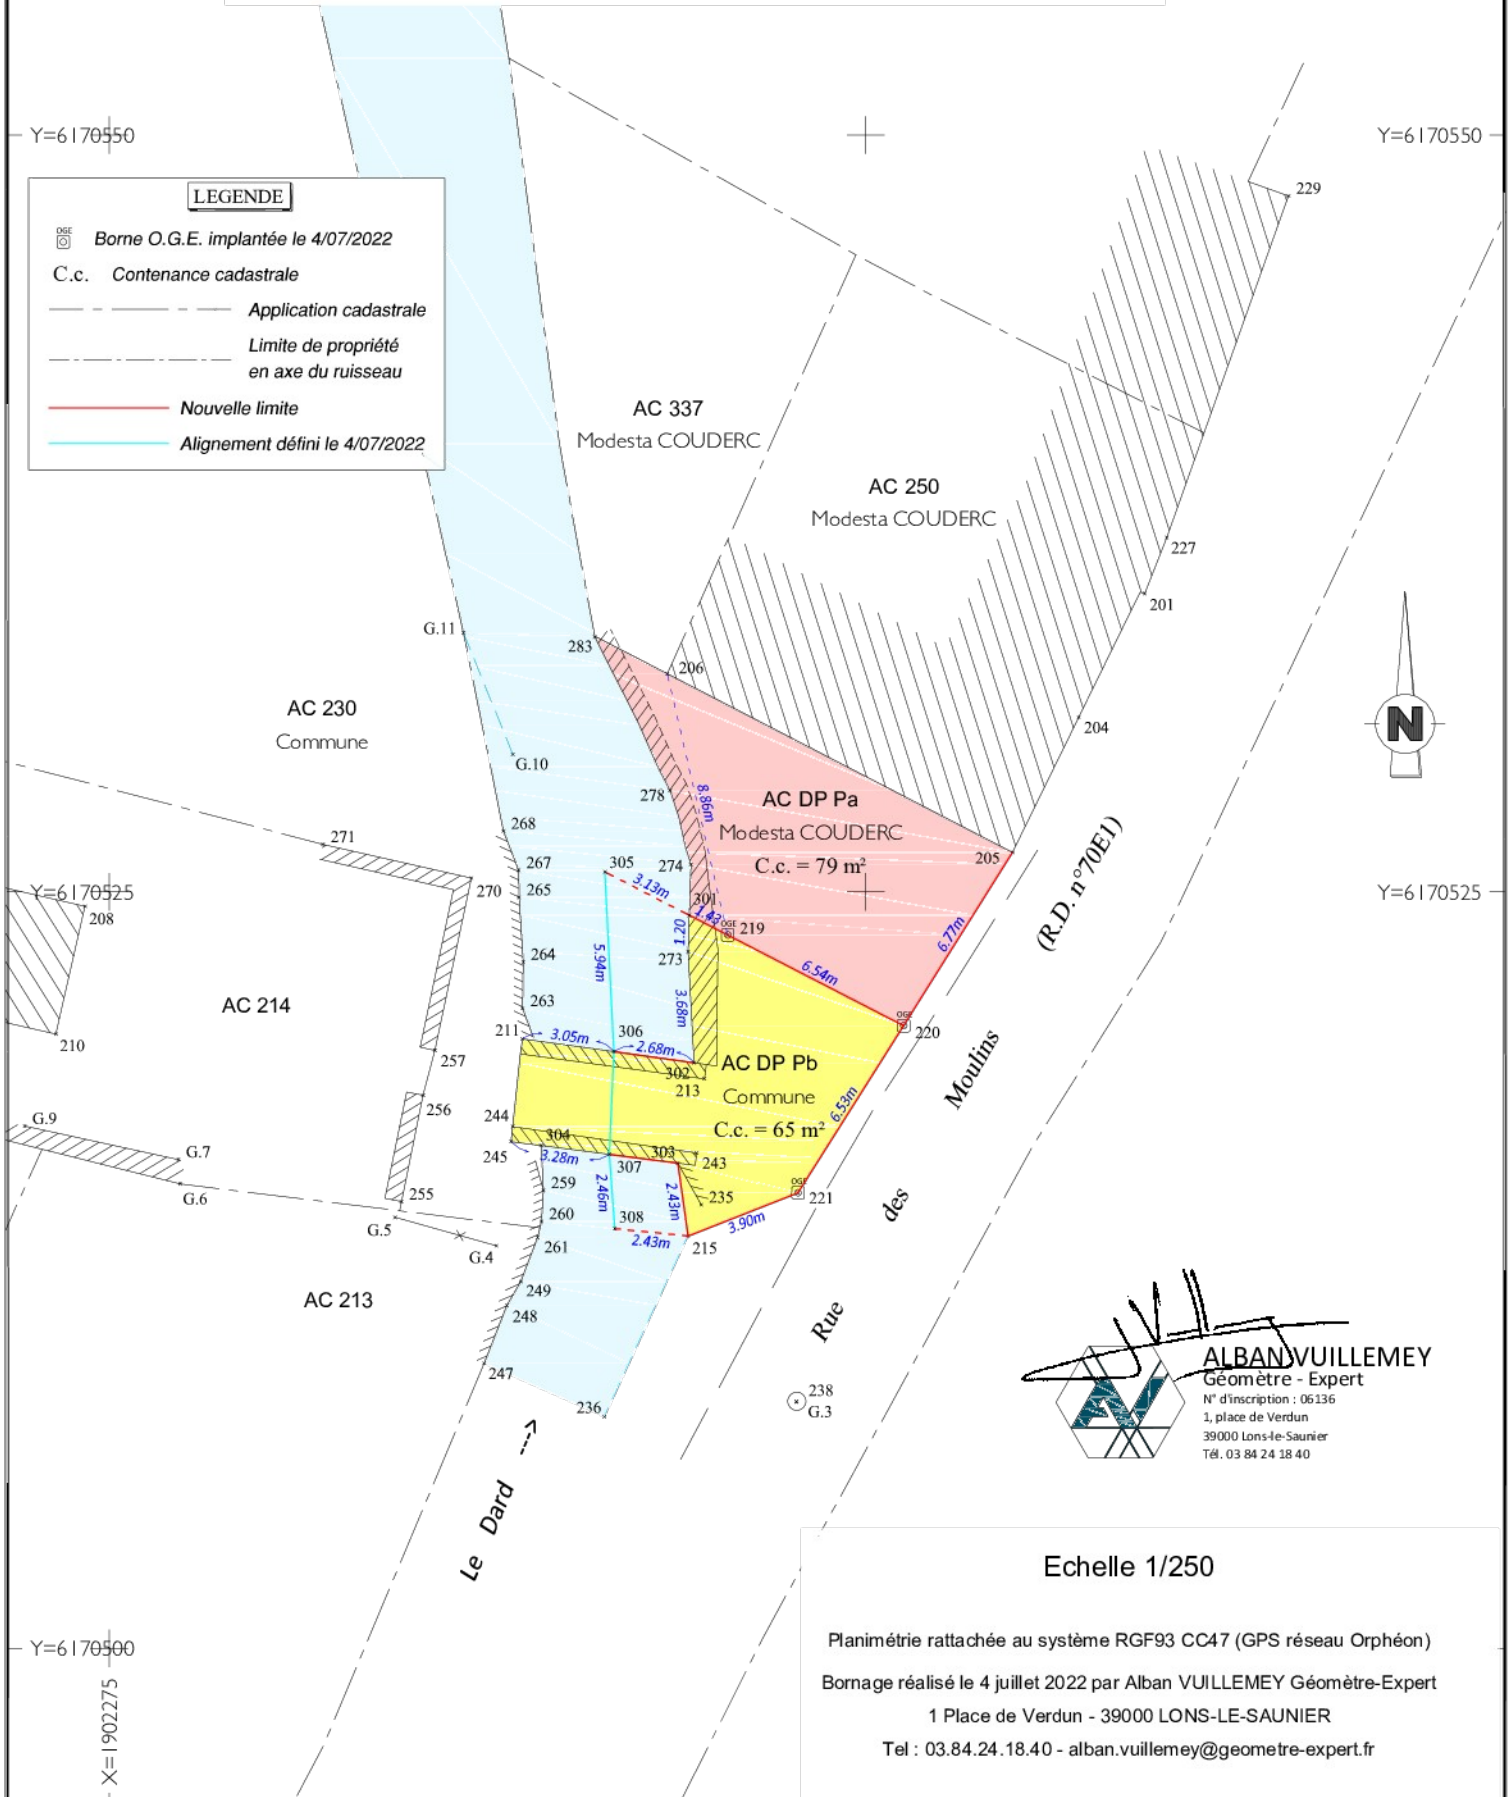 Y=6170550
Y=6170550
LEGENDE
OGE
Borne O.G.E. implantée le 4/07/2022
C.c. Contenance cadastrale
Application cadastrale
Limite de propriété
en axe du ruisseau
Nouvelle limite
Alignement défini le 4/07/2022
229
AC 337
Modesta COUDERC
AC 250
Modesta COUDERC
227
201
G.11
283
206
204
N
AC 230
Commune
G.10
278
8.86m
AC DP Pa
Modesta COUDERC
C.c. = 79 m²
268
271
267
305
274
205
(R.D. n°70E1)
Y=6170525
270
265
3.13m
301
Y=6170525
208
1.43
OGE
219
1.20
6.77m
264
5.94m
273
6.54m
AC 214
263
3.68m
211
3.05m
306
2.68m
OGE
220
210
257
302
213
AC DP Pb
Commune
C.c. = 65 m²
Moulins
256
244
6.53m
G.9
304
303
G.7
245
3.28m
307
243
G.6
259
2.46m
2.43m
235
OGE
221
255
260
308
3.90m
des
G.5
261
2.43m
215
G.4
AC 213
249
248
Rue
247
236
238
G.3
ALBAN VUILLEMEY
Géomètre - Expert
N° d'inscription : 06136
1, place de Verdun
39000 Lons-le-Saunier
Tél. 03 84 24 18 40
AV
Le Dard
Echelle 1/250
Y=6170500
X=1902275
Planimétrie rattachée au système RGF93 CC47 (GPS réseau Orphéon)
Bornage réalisé le 4 juillet 2022 par Alban VUILLEMEY Géomètre-Expert
1 Place de Verdun - 39000 LONS-LE-SAUNIER
Tel : 03.84.24.18.40 - alban.vuillemey@geometre-expert.fr